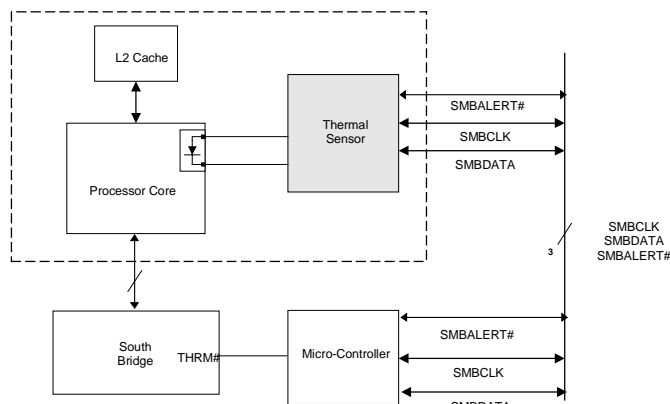 L2 Cache
Thermal
Sensor
SMBALERT#
SMBCLK
SMBDATA
Processor Core
3
SMBCLK
SMBDATA
SMBALERT#
South
Bridge
THRM#
Micro-Controller
SMBALERT#
SMBCLK
SMBDATA